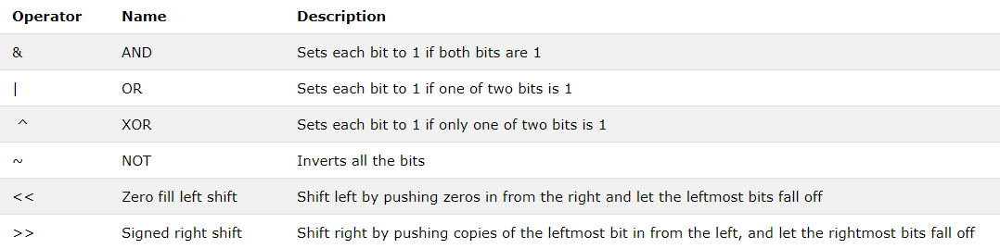 Operator Name Description
& AND Sets each bit to 1 if both bits are 1
| OR Sets each bit to 1 if one of two bits is 1
^ XOR Sets each bit to 1 if only one of two bits is 1
~ NOT Inverts all the bits
<< Zero fill left shift Shift left by pushing zeros in from the right and let the leftmost bits fall off
>> Signed right shift Shift right by pushing copies of the leftmost bit in from the left, and let the rightmost bits fall off